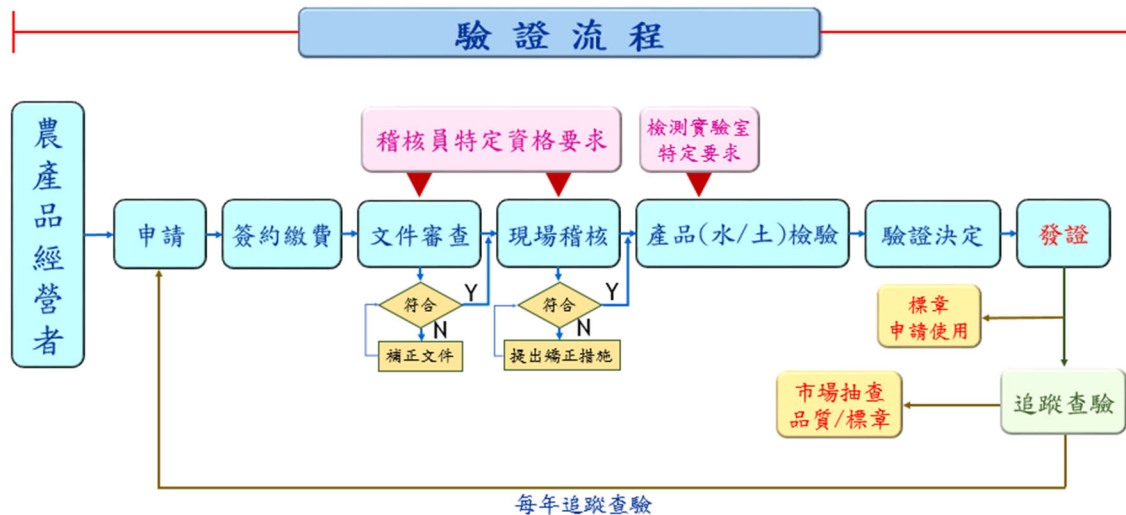 驗證流程
農產品經營者
稽核員特定資格要求
檢測實驗室
特定要求
申請
簽約繳費
文件審查
現場稽核
產品(水/土)檢驗
驗證決定
發證
符合
Y
N
補正文件
符合
Y
N
提出矯正措施
標章
申請使用
市場抽查
品質/標章
追蹤查驗
每年追蹤查驗